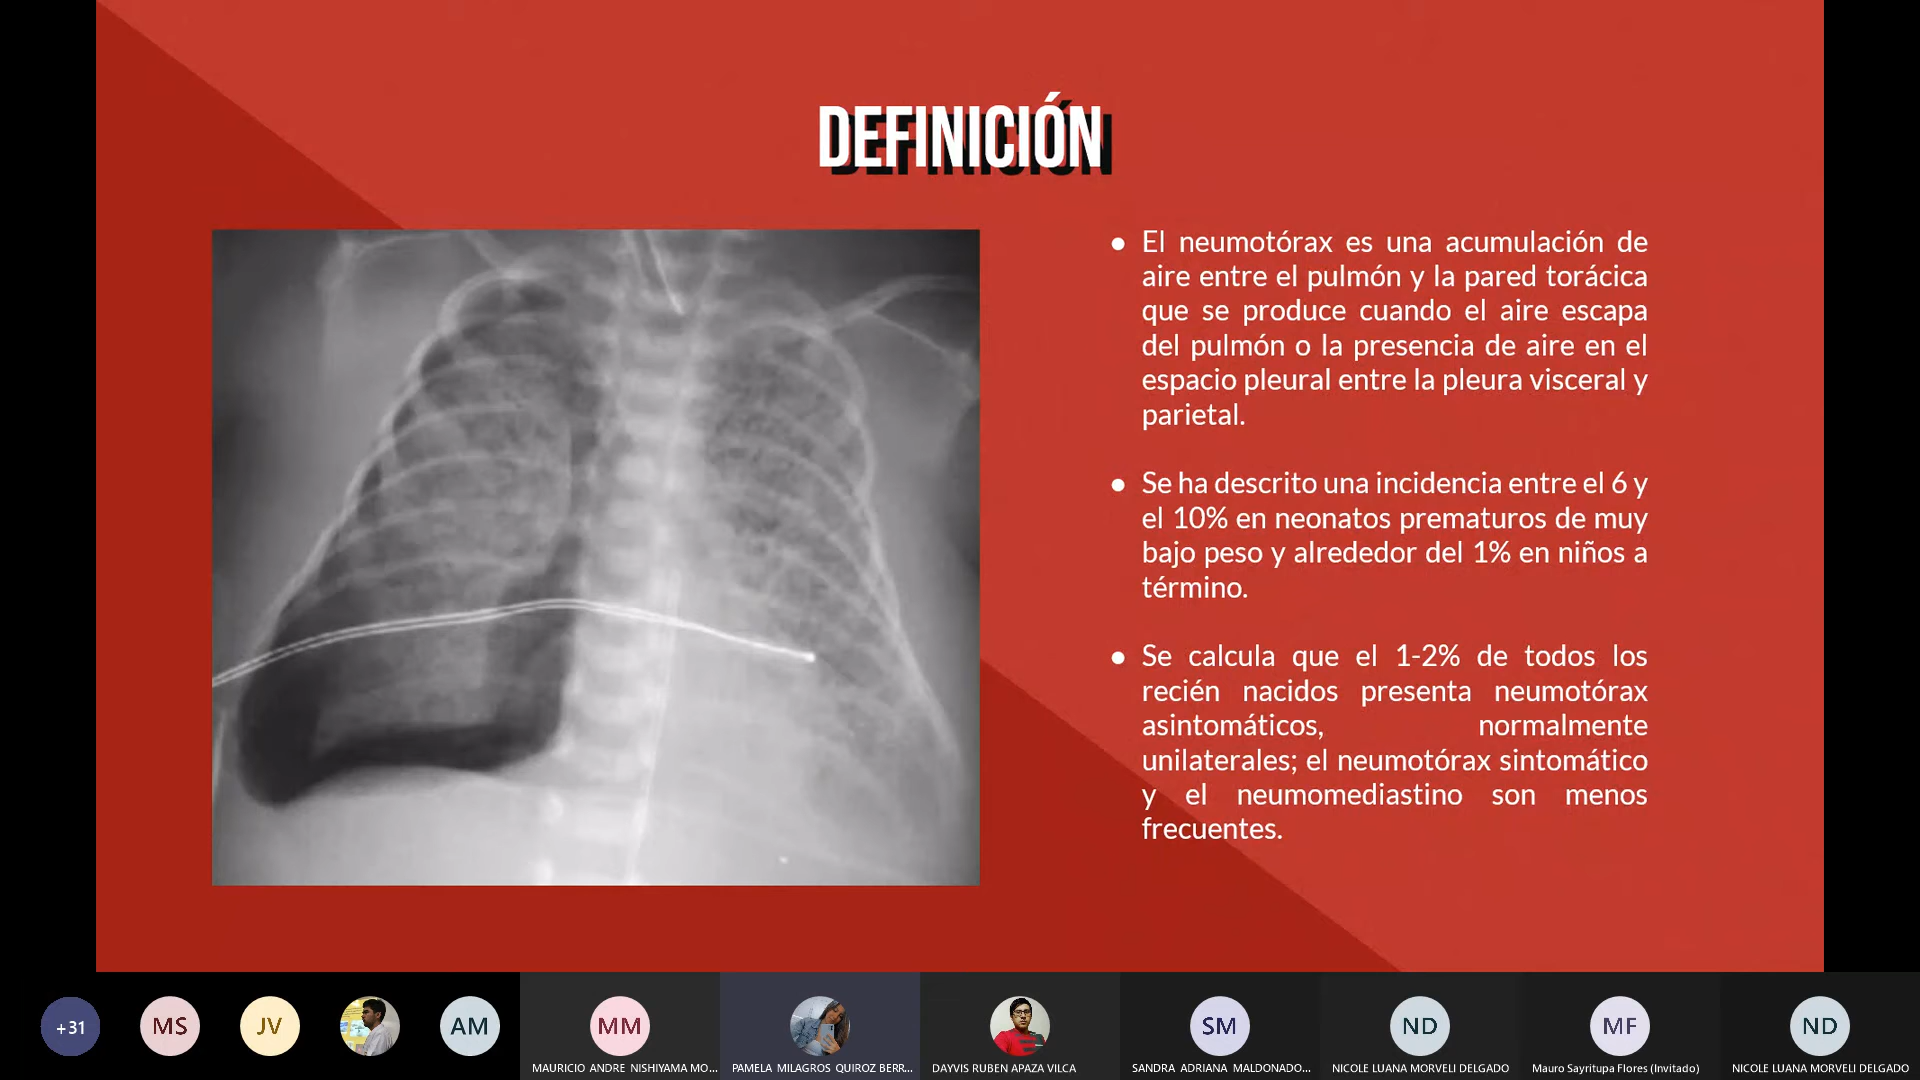 DEFINICIÓN
● El neumotórax es una acumulación de
aire entre el pulmón y la pared torácica
que se produce cuando el aire escapa
del pulmón o la presencia de aire en el
espacio pleural entre la pleura visceral y
parietal.
● Se ha descrito una incidencia entre el 6 y
el 10% en neonatos prematuros de muy
bajo peso y alrededor del 1% en niños a
término.
● Se calcula que el 1-2% de todos los
recién nacidos presenta neumotórax
asintomáticos, normalmente
unilaterales; el neumotórax sintomático
y el neumomediastino son menos
frecuentes.
+31
MS
JV
AM
MM
SM
ND
MF
ND
MAURICIO ANDRE NISHIYAMA MO...
PAMELA MILAGROS QUIROZ BERR...
DAYVIS RUBEN APAZA VILCA
SANDRA ADRIANA MALDONADO...
NICOLE LUANA MORVELI DELGADO
Mauro Sayritupa Flores (Invitado)
NICOLE LUANA MORVELI DELGADO